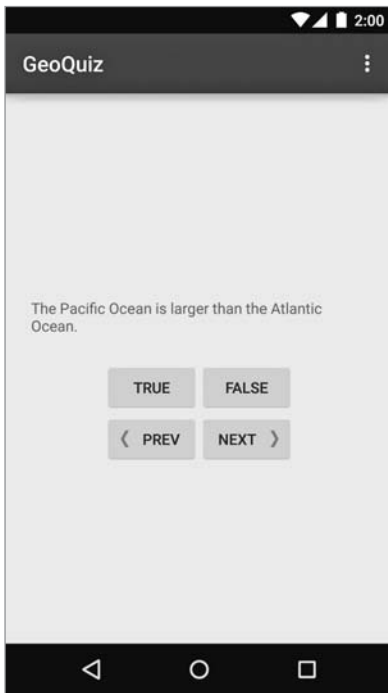 2:00
GeoQuiz
The Pacific Ocean is larger than the Atlantic
Ocean.
TRUE FALSE
PREV NEXT